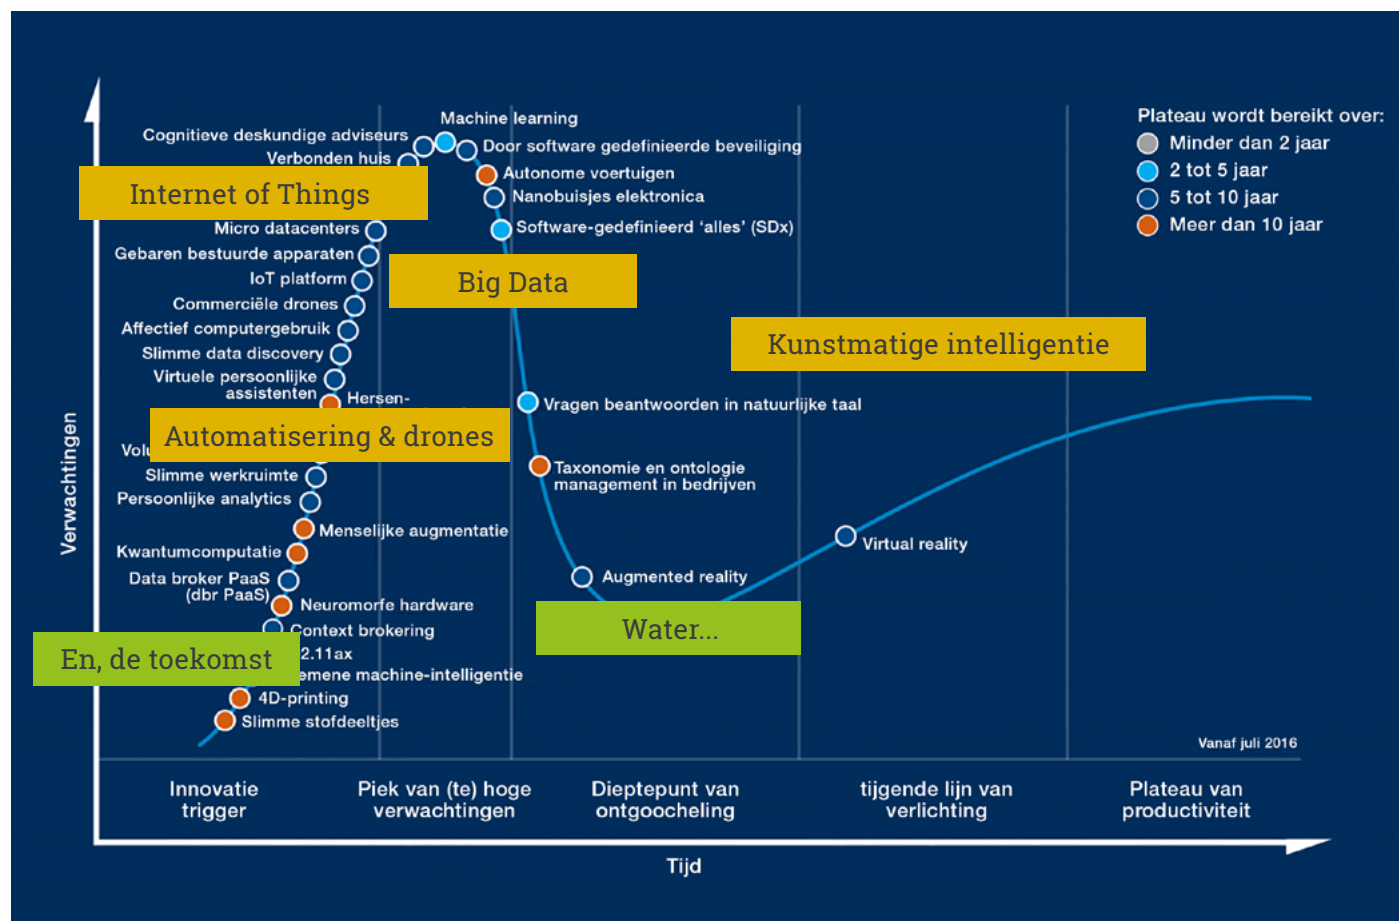 Machine learning
Cognitieve deskundige adviseurs
Door software gedefinieerde beveiliging
Verbonden huis
Autonome voertuigen
Internet of Things
Nanobuisjes elektronica
Micro datacenters
Software-gedefinieerd ‘alles’ (SDx)
Gebaren bestuurde apparaten
IoT platform
Big Data
Commerciële drones
Affectief computergebruik
Slimme data discovery
Kunstmatige intelligentie
Virtuele persoonlijke
assistenten
Hersen-
Vragen beantwoorden in natuurlijke taal
Automatisering & drones
Slimme werkruimte
Taxonomie en ontologie
management in bedrijven
Persoonlijke analytics
Menselijke augmentatie
Virtual reality
Kwantumcomputatie
Data broker PaaS
(dbr PaaS)
Augmented reality
Neuromorfe hardware
Context brokering
Water...
En, de toekomst
2.11ax
emene machine-intelligentie
4D-printing
Slimme stofdeeltjes
Plateau wordt bereikt over:
Minder dan 2 jaar
2 tot 5 jaar
5 tot 10 jaar
Meer dan 10 jaar
Verwachtingen
Vanaf juli 2016
Innovatie
trigger
Piek van (te) hoge
verwachtingen
Dieptepunt van
ontgoocheling
tijgende lijn van
verlichting
Plateau van
productiviteit
Tijd